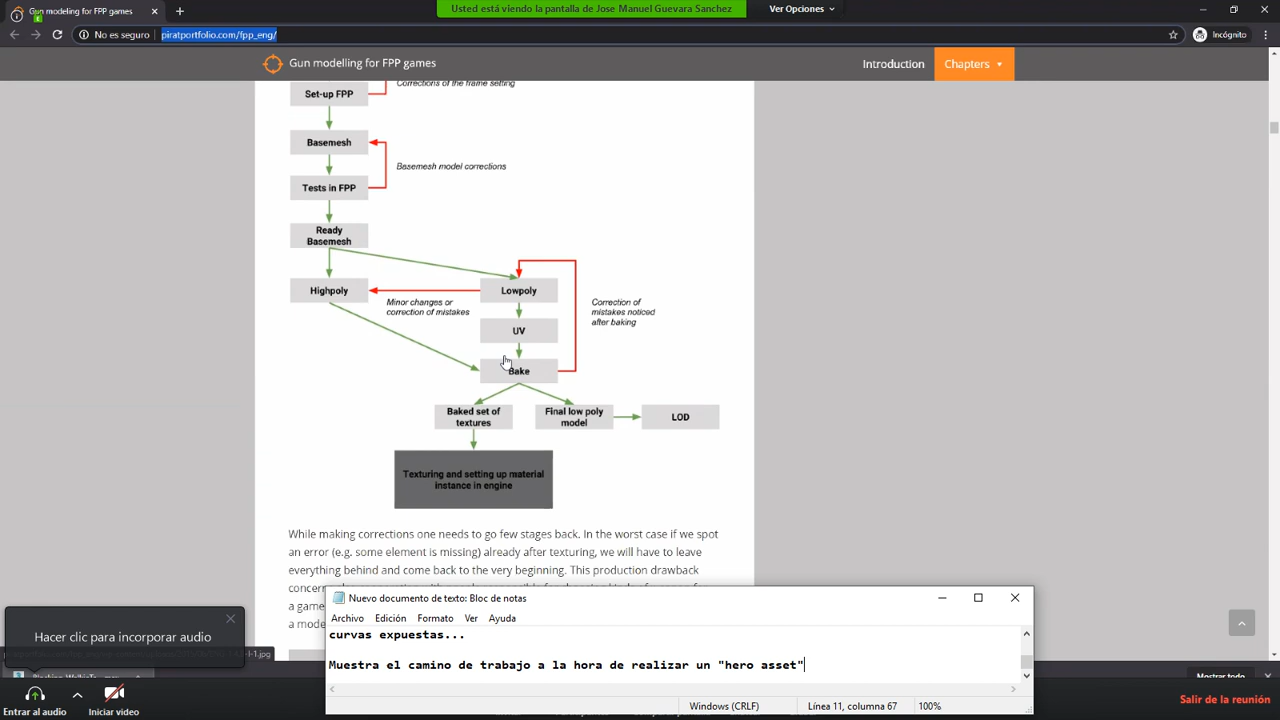 Gun modelling for FPP games
Usted está viendo la pantalla de Jose Manuel Guevara Sanchez
Ver Opciones
No es seguro
piratportfolio.com/fpp_eng/
Incógnito
Gun modelling for FPP games
Introduction
Chapters
Corrections of the frame setting
Set-up FPP
Basemesh
Basemesh model corrections
Tests in FPP
Ready
Basemesh
Highpoly
Lowpoly
Minor changes or
correction of mistakes
Correction of
mistakes noticed
after baking
UV
Bake
Baked set of
textures
Final low poly
model
LOD
Texturing and setting up material
instance in engine
While making corrections one needs to go few stages back. In the worst case if we spot
an error (e.g. some element is missing) already after texturing, we will have to leave
everything behind and come back to the very beginning. This production drawback
a game
Nuevo documento de texto: Bloc de notas
Archivo Edición Formato Ver Ayuda
curvas expuestas...
Muestra el camino de trabajo a la hora de realizar un "hero asset"
Windows (CRLF)
Línea 11, columna 67
100%
Hacer clic para incorporar audio
Mostrar todo
Entrar al audio
Iniciar video
Salir de la reunión